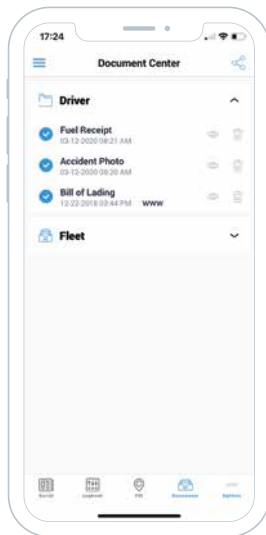 17:24
Document Center
Driver
Fuel Receipt
03-12-2020 08:21 AM
Accident Photo
03-12-2020 08:20 AM
Bill of Lading
12-22-2018 03:44 PM www
Fleet